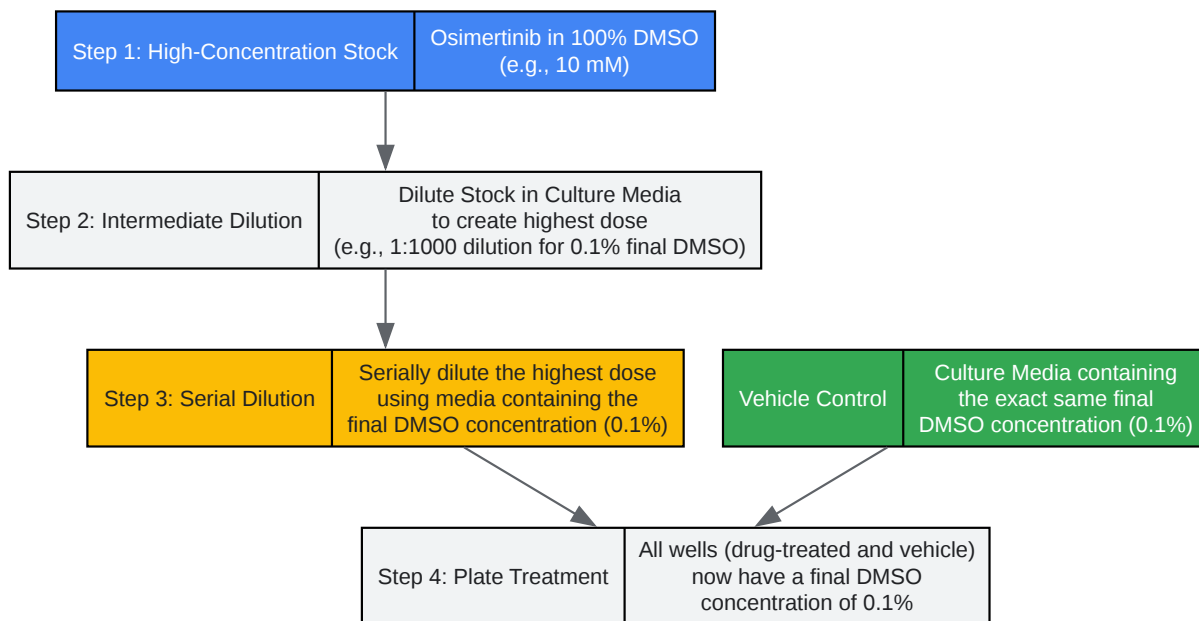 Step 1: High-Concentration Stock
Osimertinib in 100% DMSO
(e.g., 10 mM)
Step 2: Intermediate Dilution
Dilute Stock in Culture Media
to create highest dose
(e.g., 1:1000 dilution for 0.1% final DMSO)
Step 3: Serial Dilution
Serially dilute the highest dose
using media containing the
final DMSO concentration (0.1%)
Vehicle Control
Culture Media containing
the exact same final
DMSO concentration (0.1%)
Step 4: Plate Treatment
All wells (drug-treated and vehicle)
now have a final DMSO
concentration of 0.1%